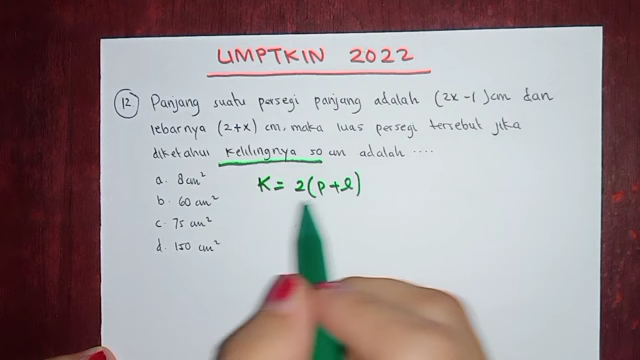 UMPTKIN 2022
12 Panjang suatu persegi panjang adalah (2x-1)cm dan
lebarnya (2+x) cm, maka luas persegi tersebut jika
diketahui kelilingnya 50 cm adalah ....
a. 8 cm²
b. 60 cm²
c. 75 cm²
d. 150 cm²
K = 2(p+l)